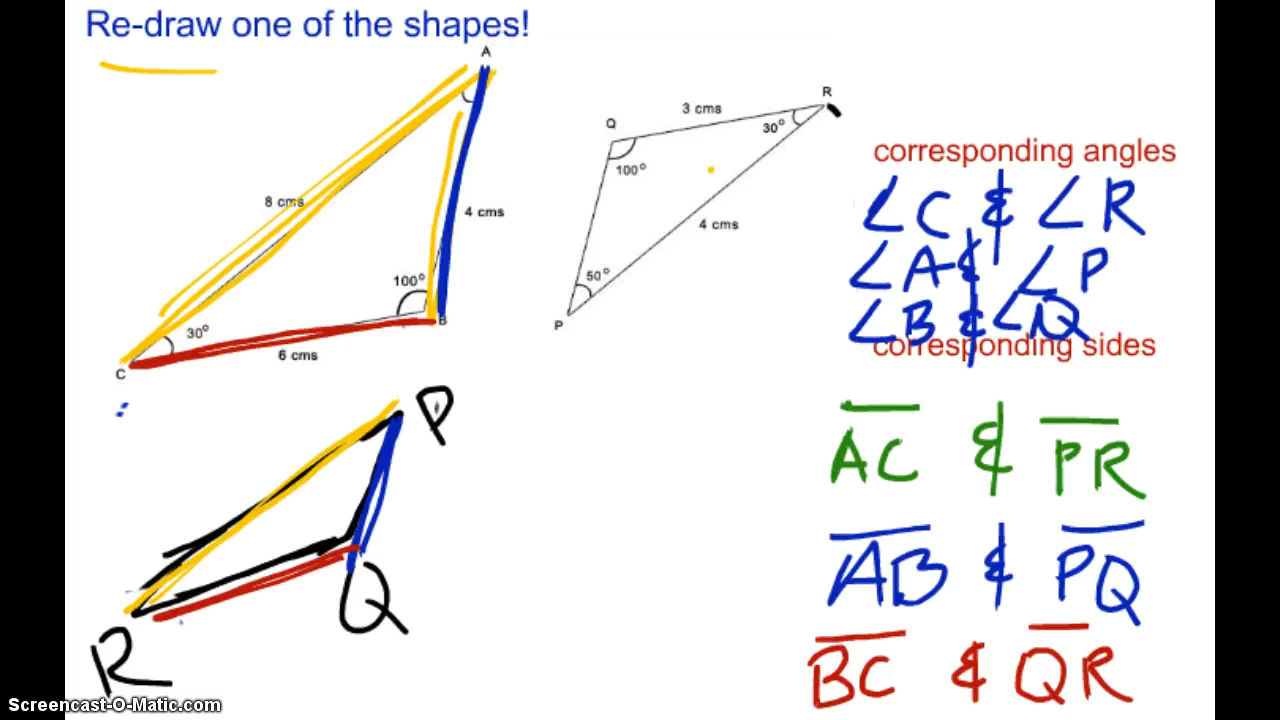 Re-draw one of the shapes!
A
R
3 cms
Q
30°
100°
corresponding angles
∠C & ∠R
8 cms
4 cms
4 cms
∠A & ∠P
100°
50°
∠B & ∠Q
B
P
30°
6 cms
corresponding sides
C
P
AC & PR
AB & PQ
Q
R
BC & QR
Screencast-O-Matic.com